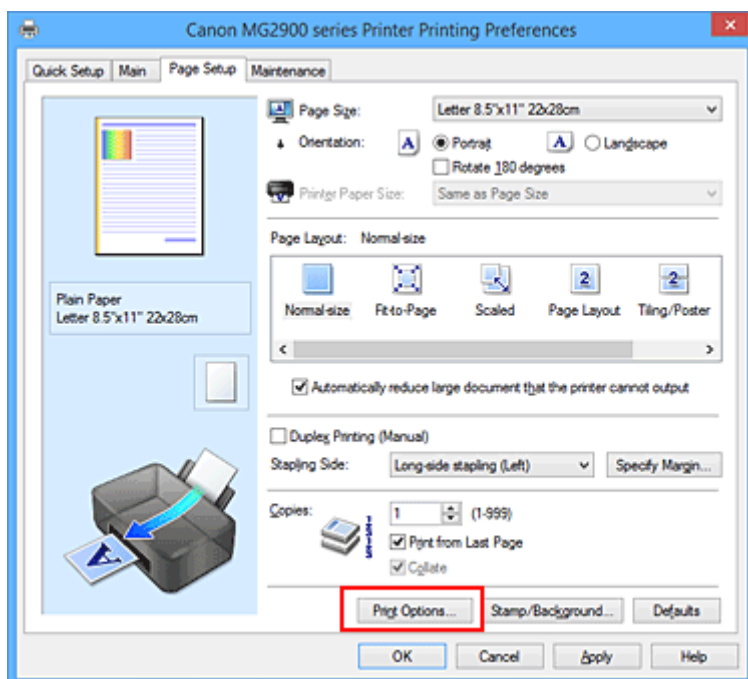 Canon MG2900 series Printer Printing Preferences
Quick Setup Main Page Setup Maintenance
Page Size: Letter 8.5"x11" 22x28cm
Orientation: A Portrait A Landscape
Rotate 180 degrees
Printer Paper Size: Same as Page Size
Page Layout: Normal-size
2 2
Normal-size Fit-to-Page Scaled Page Layout Tiling/Poster
Plain Paper
Letter 8.5"x11" 22x28cm
Automatically reduce large document that the printer cannot output
Duplex Printing (Manual)
Stapling Side: Long-side stapling (Left) Specify Margin...
Copies: 1 (1-999)
Print from Last Page
Collate
A
Print Options... Stamp/Background... Defaults
OK Cancel Apply Help